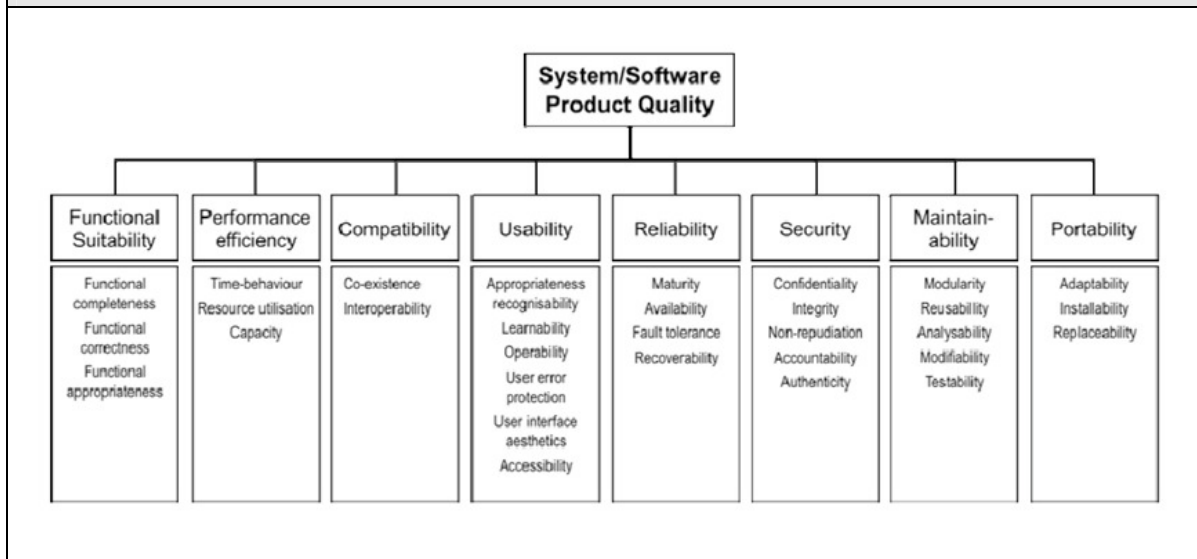 System/Software
Product Quality
Functional
Suitability
Functional
completeness
Functional
correctness
Functional
appropriateness
Performance
efficiency
Time-behaviour
Resource utilisation
Capacity
Compatibility
Co-existence
Interoperability
Usability
Appropriateness
recognisability
Learnability
Operability
User error
protection
User interface
aesthetics
Accessibility
Reliability
Maturity
Availability
Fault tolerance
Recoverability
Security
Confidentiality
Integrity
Non-repudiation
Accountability
Authenticity
Maintain-
ability
Modularity
Reusability
Analysability
Modifiability
Testability
Portability
Adaptability
Installability
Replaceability